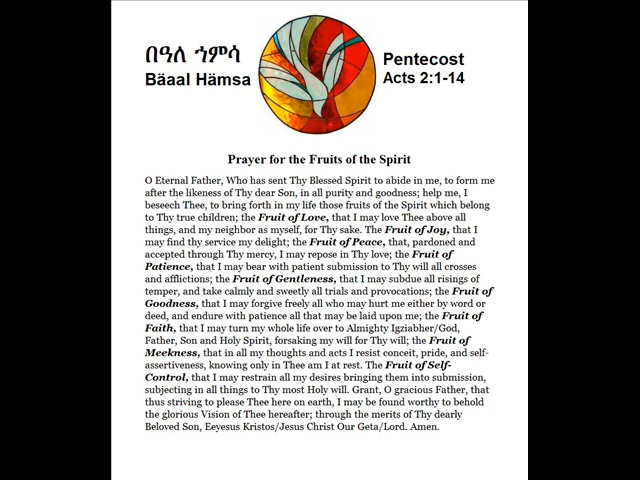 በዓለ ኀምሳ
Bäaal Hämsa
Pentecost
Acts 2:1-14
Prayer for the Fruits of the Spirit
O Eternal Father, Who has sent Thy Blessed Spirit to abide in me, to form me
after the likeness of Thy dear Son, in all purity and goodness; help me, I
beseech Thee, to bring forth in my life those fruits of the Spirit which belong
to Thy true children; the Fruit of Love, that I may love Thee above all
things, and my neighbor as myself, for Thy sake. The Fruit of Joy, that I
may find thy service my delight; the Fruit of Peace, that, pardoned and
accepted through Thy mercy, I may repose in Thy love; the Fruit of
Patience, that I may bear with patient submission to Thy will all crosses
and afflictions; the Fruit of Gentleness, that I may subdue all risings of
temper, and take calmly and sweetly all trials and provocations; the Fruit of
Goodness, that I may forgive freely all who may hurt me either by word or
deed, and endure with patience all that may be laid upon me; the Fruit of
Faith, that I may turn my whole life over to Almighty Igziabher/God,
Father, Son and Holy Spirit, forsaking my will for Thy will; the Fruit of
Meekness, that in all my thoughts and acts I resist conceit, pride, and self-
assertiveness, knowing only in Thee am I at rest. The Fruit of Self-
Control, that I may restrain all my desires bringing them into submission,
subjecting in all things to Thy most Holy will. Grant, O gracious Father, that
thus striving to please Thee here on earth, I may be found worthy to behold
the glorious Vision of Thee hereafter; through the merits of Thy dearly
Beloved Son, Eeyesus Kristos/Jesus Christ Our Geta/Lord. Amen.